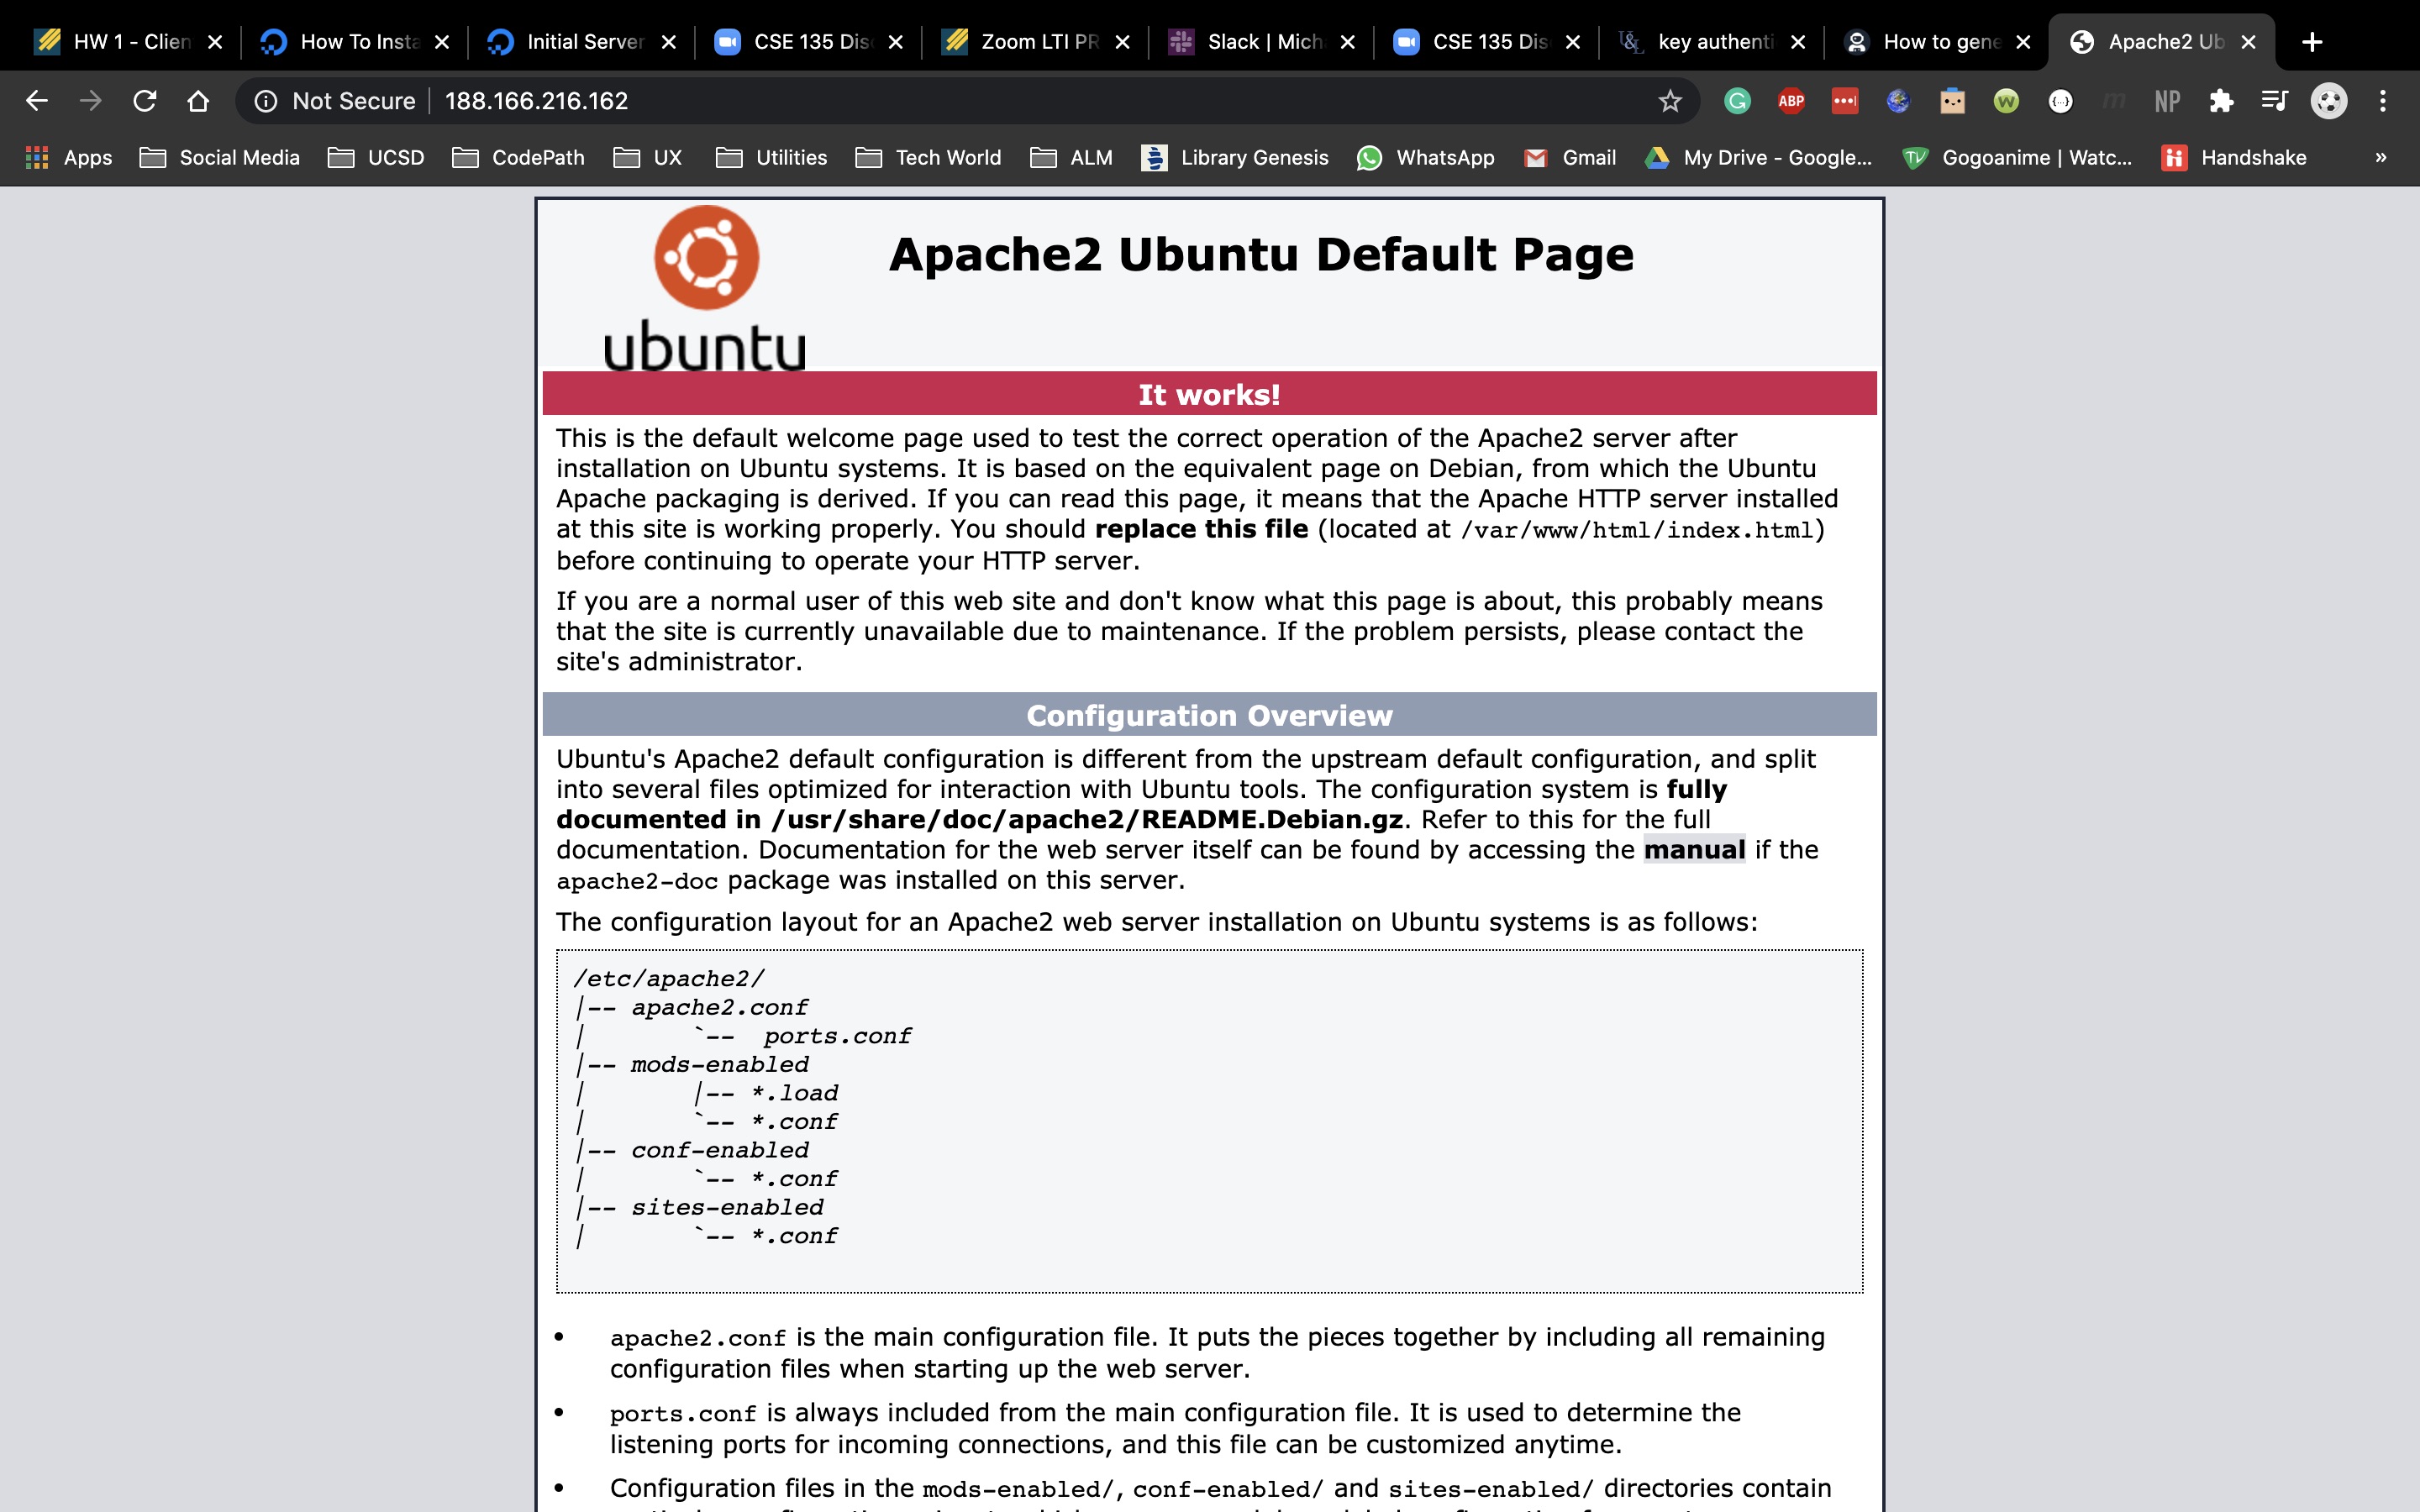 HW 1 - Clien
How To Insta
Initial Server
CSE 135 Dis
Zoom LTI PR
Slack | Mich
CSE 135 Dis
key authenti
How to gene
Apache2 Ub
Not Secure
188.166.216.162
ABP
NP
Apps
Social Media
UCSD
CodePath
UX
Utilities
Tech World
ALM
Library Genesis
WhatsApp
Gmail
My Drive - Google...
Gogoanime | Watc...
Handshake
»
ubuntu
Apache2 Ubuntu Default Page
It works!
This is the default welcome page used to test the correct operation of the Apache2 server after
installation on Ubuntu systems. It is based on the equivalent page on Debian, from which the Ubuntu
Apache packaging is derived. If you can read this page, it means that the Apache HTTP server installed
at this site is working properly. You should replace this file (located at /var/www/html/index.html)
before continuing to operate your HTTP server.
If you are a normal user of this web site and don't know what this page is about, this probably means
that the site is currently unavailable due to maintenance. If the problem persists, please contact the
site's administrator.
Configuration Overview
Ubuntu's Apache2 default configuration is different from the upstream default configuration, and split
into several files optimized for interaction with Ubuntu tools. The configuration system is fully
documented in /usr/share/doc/apache2/README.Debian.gz. Refer to this for the full
documentation. Documentation for the web server itself can be found by accessing the manual if the
apache2-doc package was installed on this server.
The configuration layout for an Apache2 web server installation on Ubuntu systems is as follows:
/etc/apache2/
|-- apache2.conf
|       `--  ports.conf
|-- mods-enabled
|       |-- *.load
|       `-- *.conf
|-- conf-enabled
|       `-- *.conf
|-- sites-enabled
|       `-- *.conf
• apache2.conf is the main configuration file. It puts the pieces together by including all remaining
configuration files when starting up the web server.
• ports.conf is always included from the main configuration file. It is used to determine the
listening ports for incoming connections, and this file can be customized anytime.
• Configuration files in the mods-enabled/, conf-enabled/ and sites-enabled/ directories contain